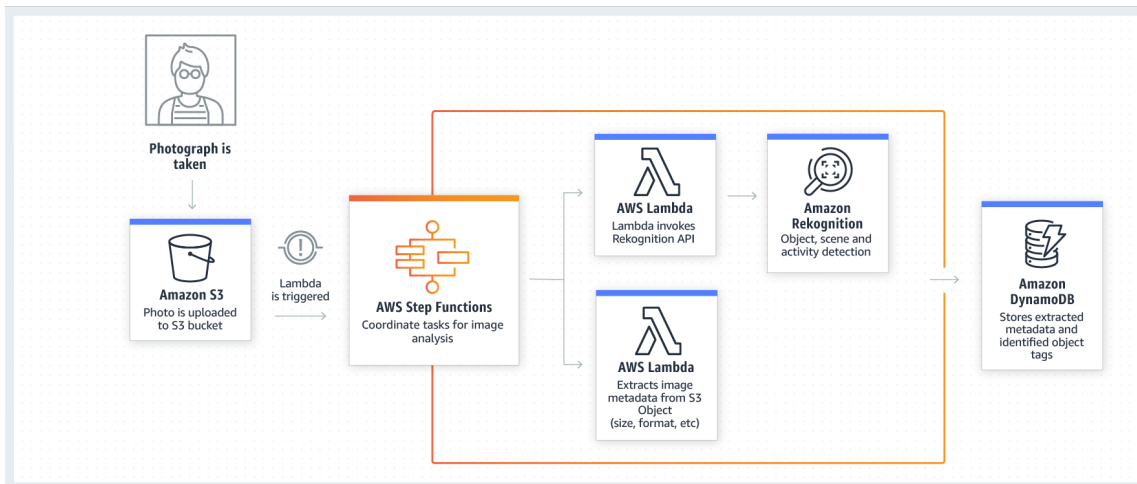 Photograph is
taken
Amazon S3
Photo is uploaded
to S3 bucket
Lambda
is triggered
AWS Step Functions
Coordinate tasks for image
analysis
AWS Lambda
Lambda invokes
Rekognition API
Amazon
Rekognition
Object, scene and
activity detection
AWS Lambda
Extracts image
metadata from S3
Object
(size, format, etc)
Amazon
DynamoDB
Stores extracted
metadata and
identified object
tags